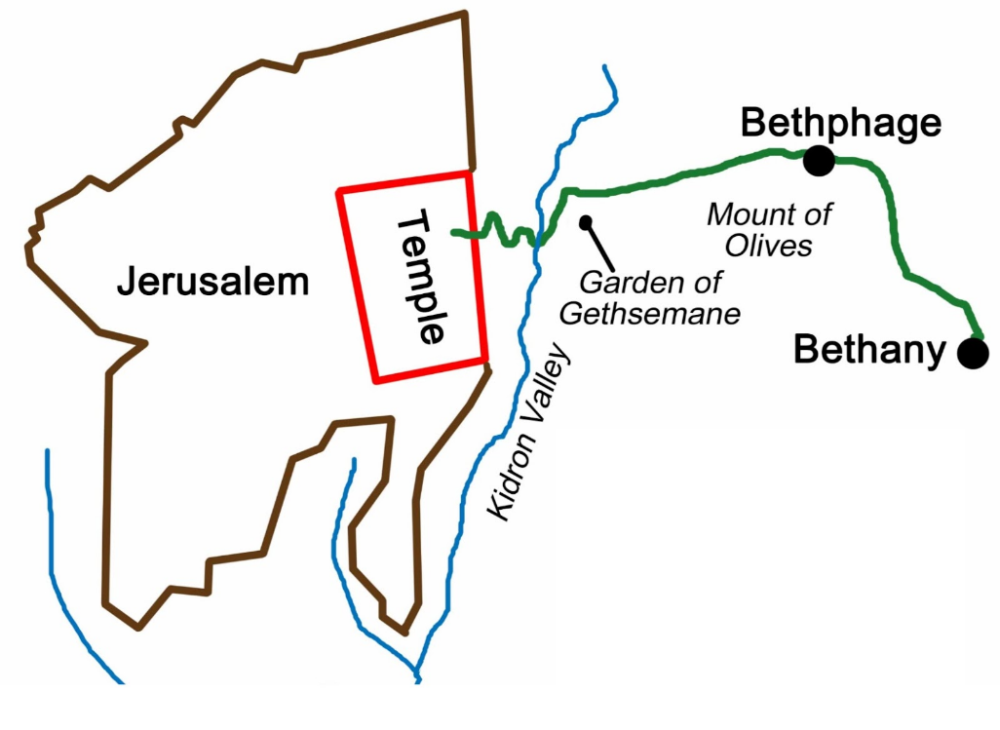 Bethphage
Temple
Mount of
Olives
Jerusalem
Garden of
Gethsemane
Bethany
Kidron Valley